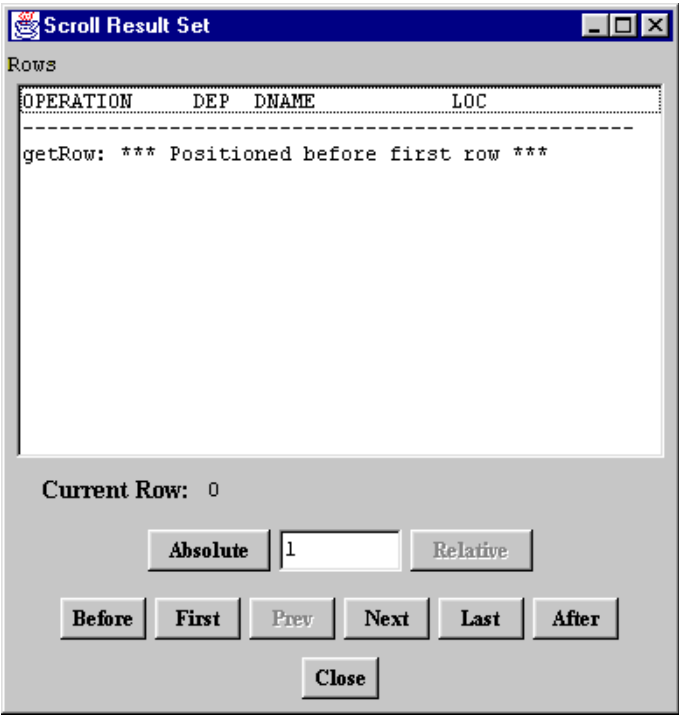 Scroll Result Set
Rows
OPERATION DEP DNAME LOC
--------------------------------------------------
getRow: *** Positioned before first row ***
Current Row: 0
Absolute 1 Relative
Before First Prev Next Last After
Close